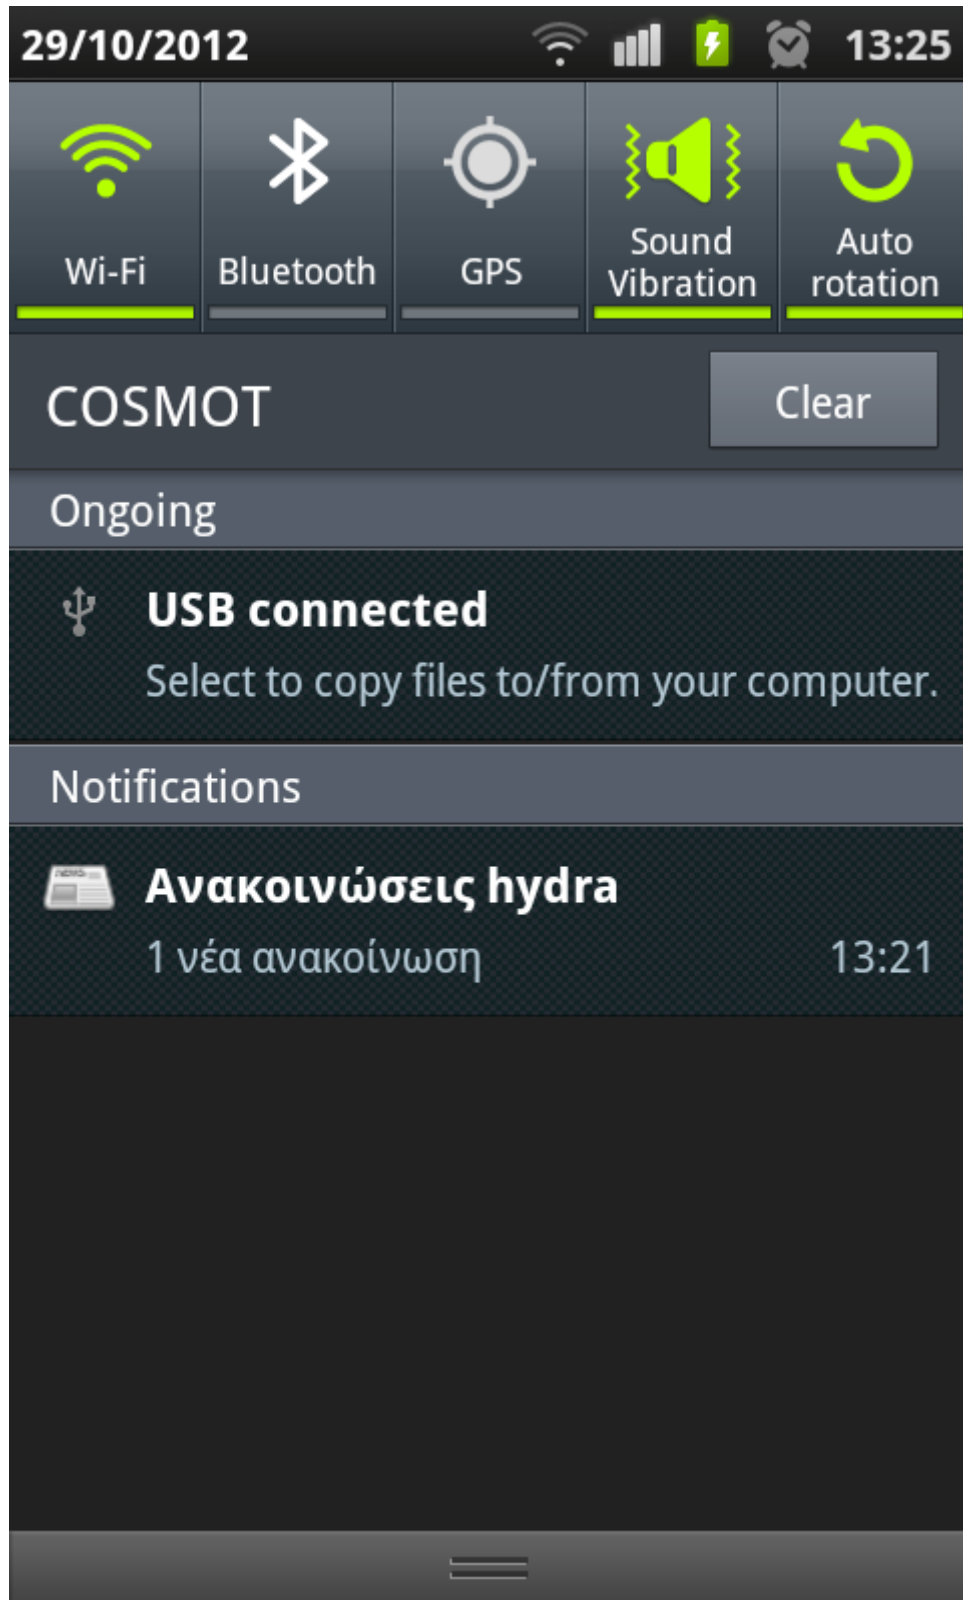 29/10/2012 13:25
Wi-Fi
Bluetooth
GPS
Sound
Vibration
Auto
rotation
COSMOT
Clear
Ongoing
USB connected
Select to copy files to/from your computer.
Notifications
Ανακοινώσεις hydra
1 νέα ανακοίνωση 13:21